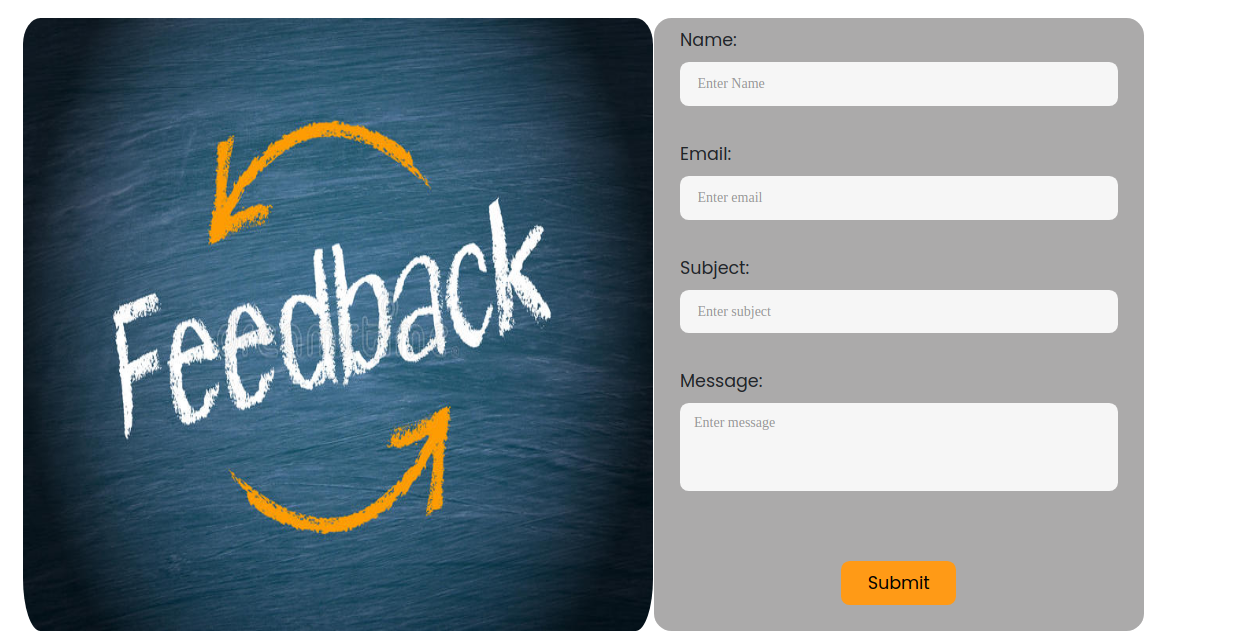 Feedback
Name:
Enter Name
Email:
Enter email
Subject:
Enter subject
Message:
Enter message
Submit